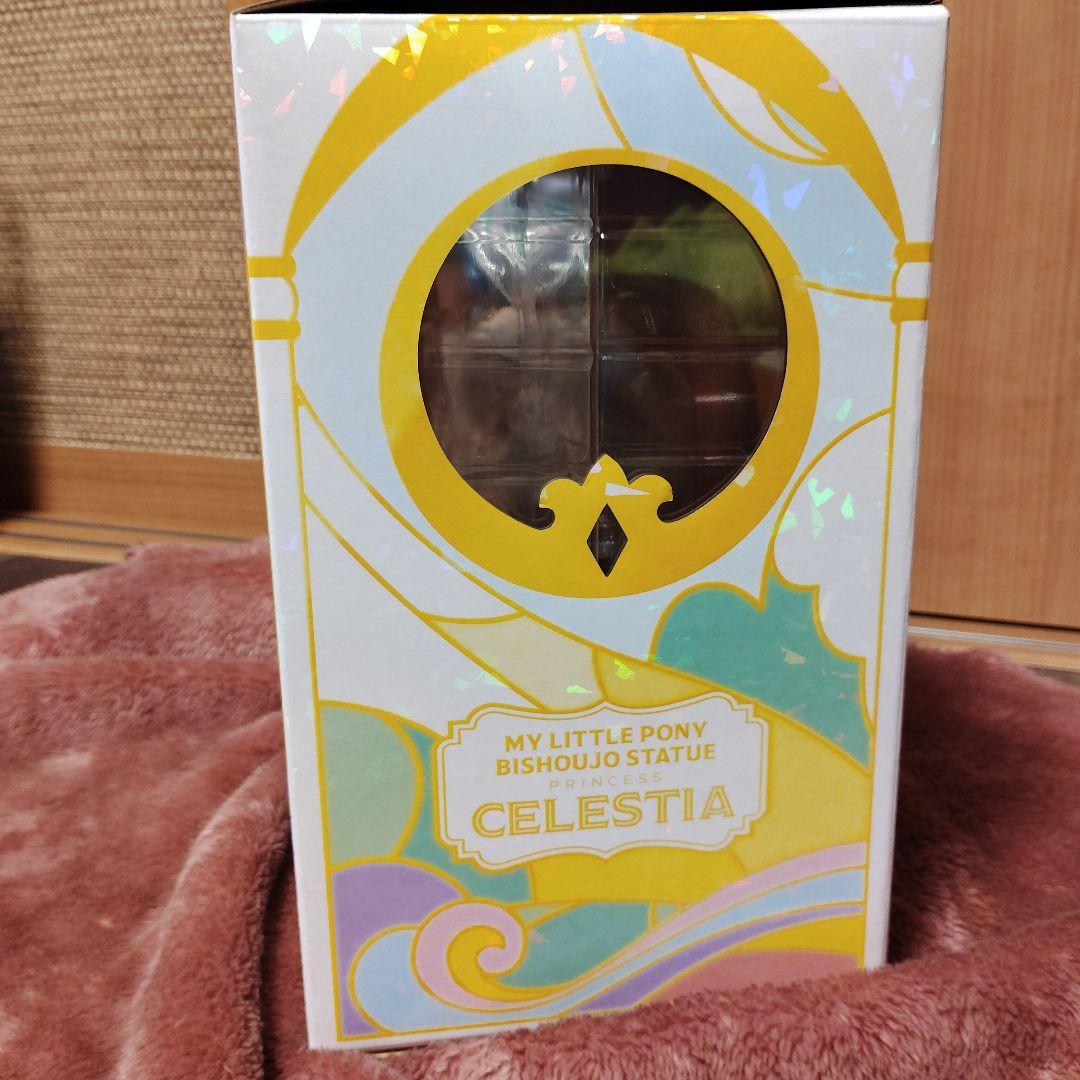 MY LITTLE PONY
BISHOUJO STATUE
PRINCESS
CELESTIA